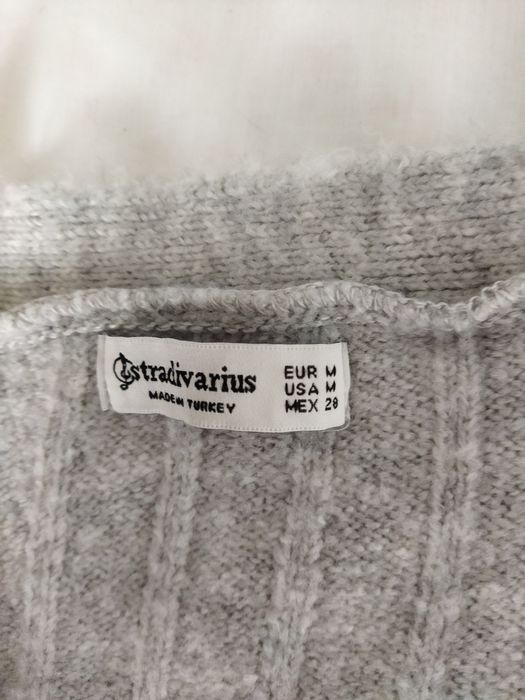 stradivarius
MADE IN TURKEY
EUR M
USA M
MEX 28